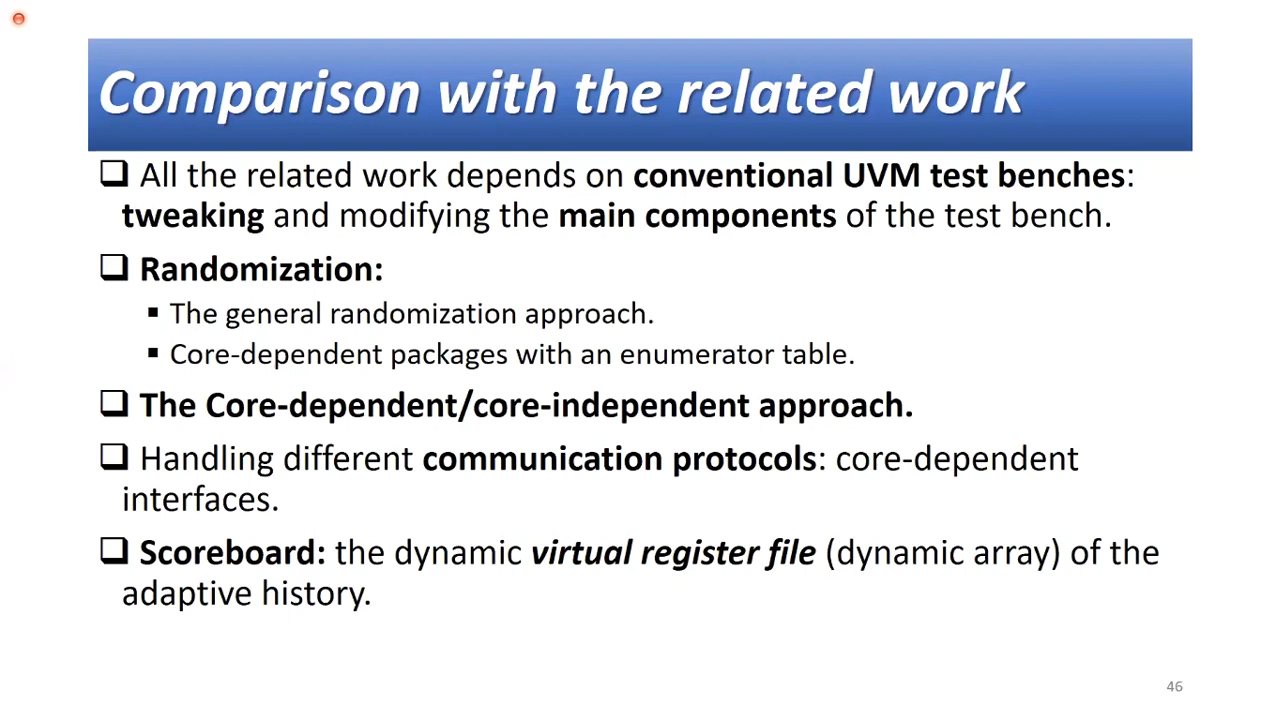 Comparison with the related work
❑ All the related work depends on conventional UVM test benches:
tweaking and modifying the main components of the test bench.
❑ Randomization:
▪ The general randomization approach.
▪ Core-dependent packages with an enumerator table.
❑ The Core-dependent/core-independent approach.
❑ Handling different communication protocols: core-dependent
interfaces.
❑ Scoreboard: the dynamic virtual register file (dynamic array) of the
adaptive history.
46